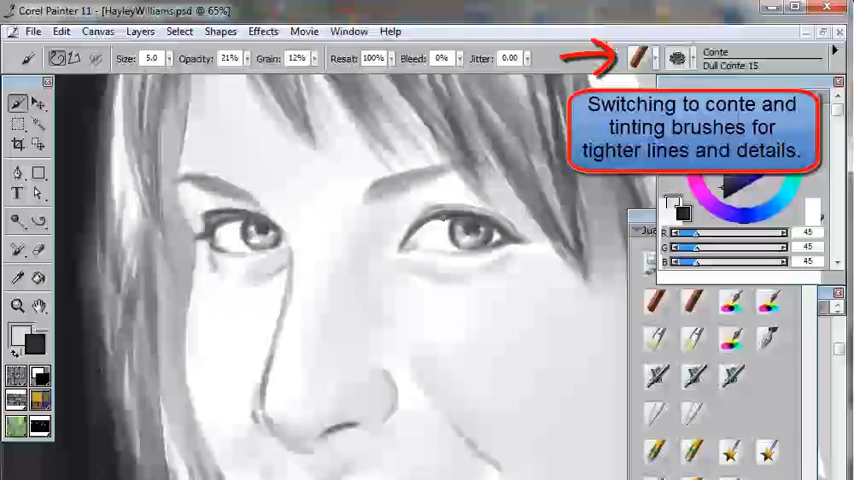 Corel Painter 11 - [HayleyWilliams.psd @ 65%]
File Edit Canvas Layers Select Shapes Effects Movie Window Help
Size: 5.0 Opacity: 21% Grain: 12% Resat: 100% Bleed: 0% Jitter: 0.00
Conte
Dull Conte 15
Switching to conte and
tinting brushes for
tighter lines and details.
R 45
G 45
B 45